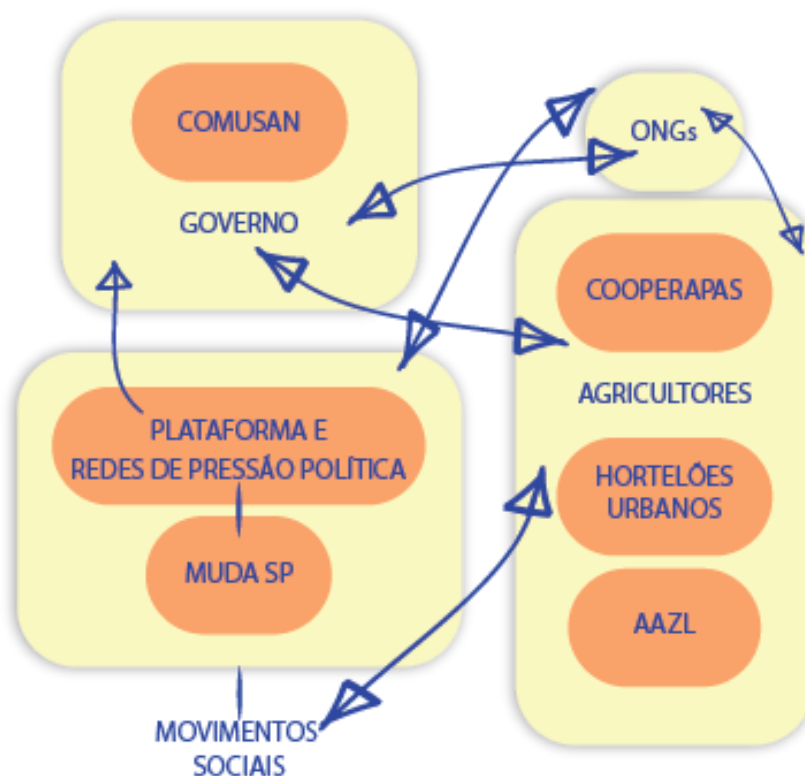 COMUSAN
GOVERNO
ONGs
COOPERAPAS
AGRICULTORES
HORTELÕES
URBANOS
AAZL
PLATAFORMA E
REDES DE PRESSÃO POLÍTICA
MUDA SP
MOVIMENTOS
SOCIAIS